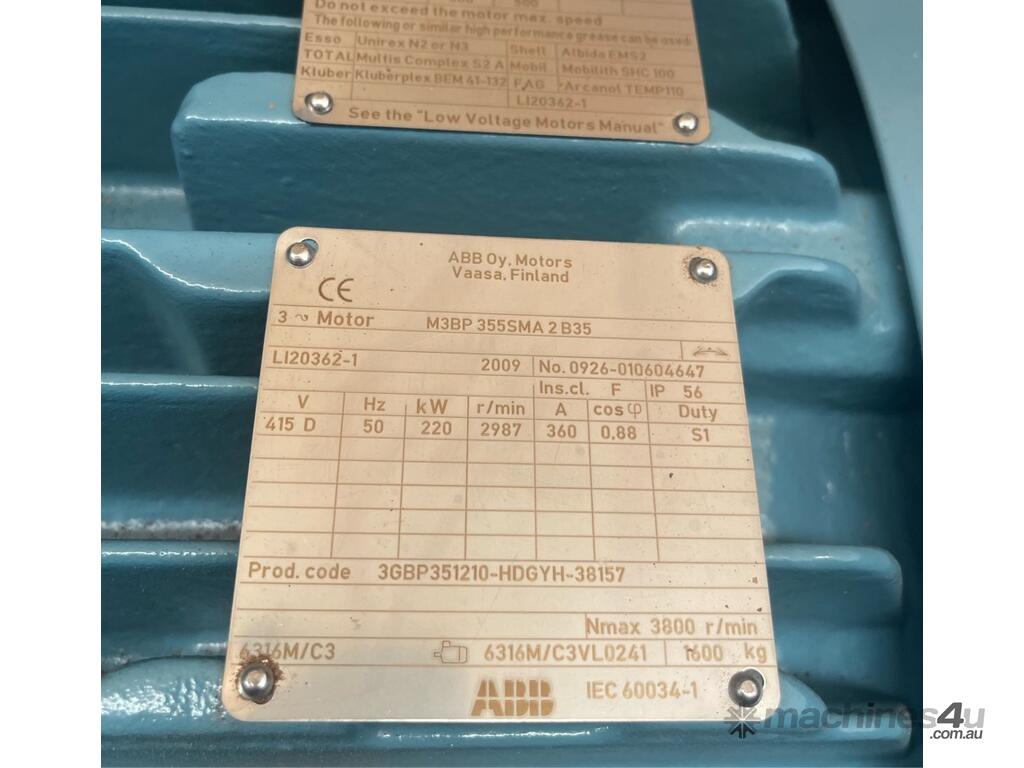 500
Do not exceed the motor max. speed
The following or similar high performance grease can be used:
Esso Unirex N2 or N3 Shell Albida EMS2
TOTAL Multis Complex S2 A Mobil Mobilith SHC 100
Kluber Kluberplex BEM 41-132 FAG Arcanol TEMP110
LI20362-1
See the "Low Voltage Motors Manual"
ABB Oy, Motors
Vaasa, Finland
CE
3 ~ Motor M3BP 355SMA 2 B35
LI20362-1 2009 No. 0926-010604647
Ins.cl. F IP 56
V Hz kW r/min A cos φ Duty
415 D 50 220 2987 360 0,88 S1
Prod. code 3GBP351210-HDGYH-38157
Nmax 3800 r/min
6316M/C3 6316M/C3VL0241 1600 kg
ABB IEC 60034-1
machines4u
.com.au